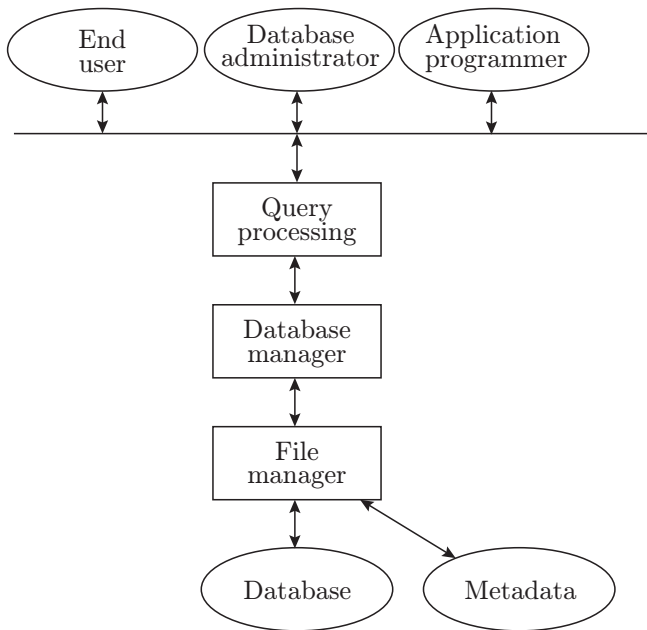 End
user
Database
administrator
Application
programmer
Query
processing
Database
manager
File
manager
Database
Metadata